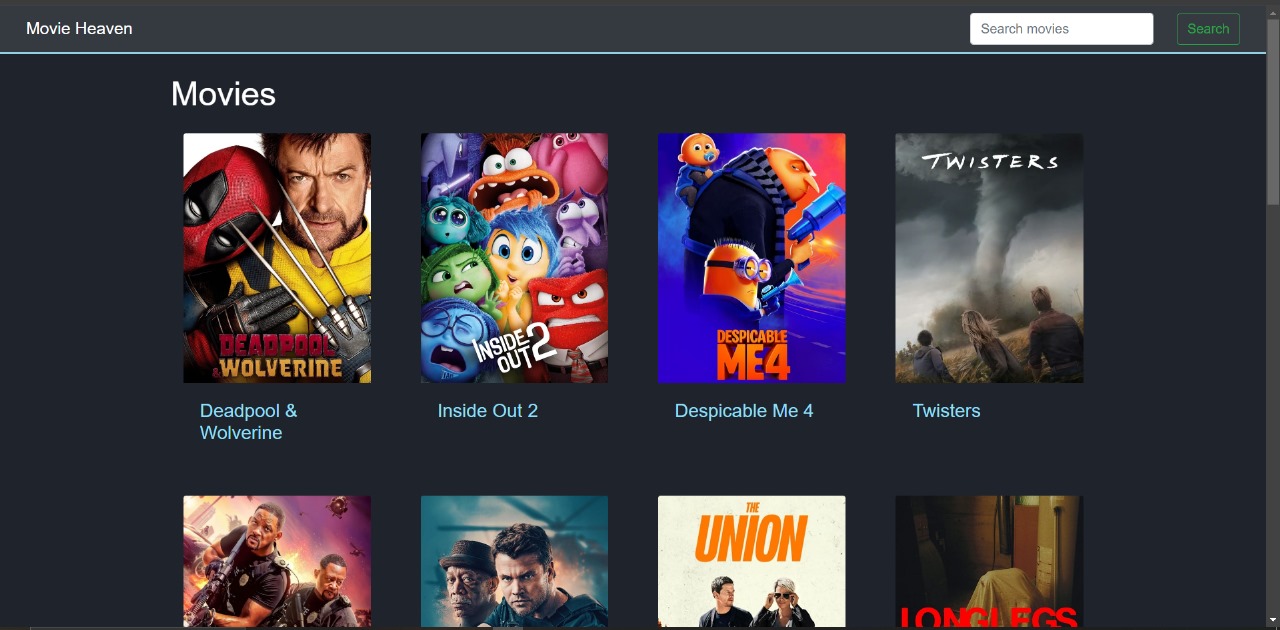 Movie Heaven
Search movies
Search
Movies
DEADPOOL
& WOLVERINE
INSIDE
OUT 2
DESPICABLE
ME 4
TWISTERS
Deadpool &
Wolverine
Inside Out 2
Despicable Me 4
Twisters
THE
UNION
LONGLEGS